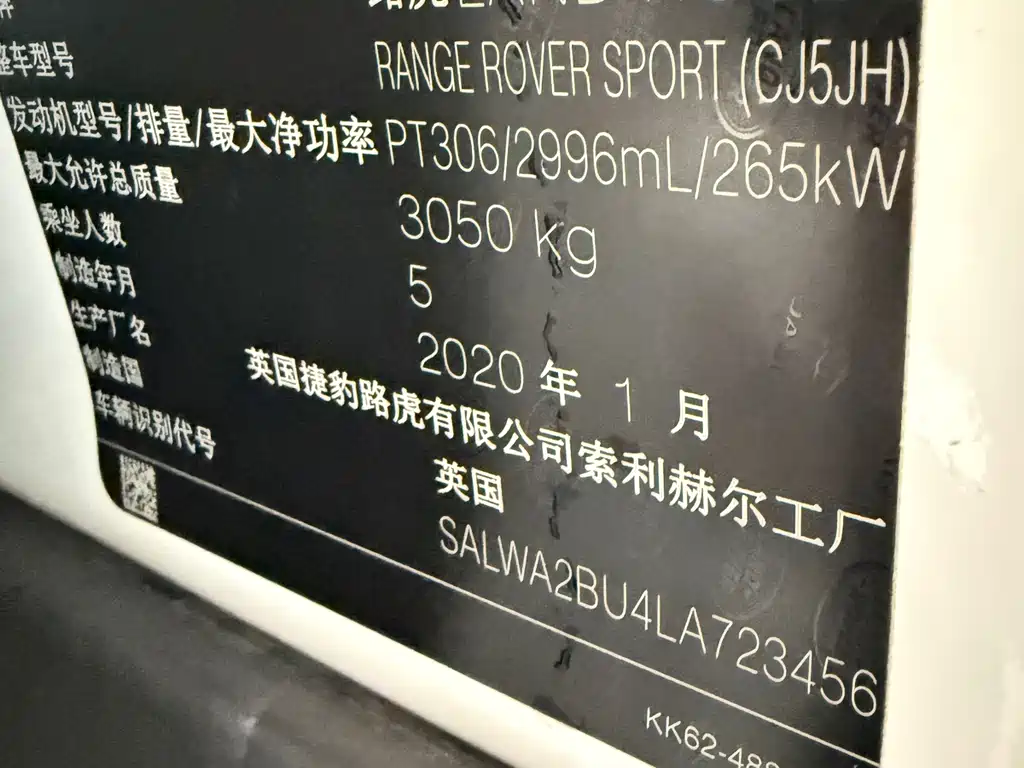 整车型号 RANGE ROVER SPORT (CJ5JH)
发动机型号/排量/最大净功率 PT306/2996mL/265kW
最大允许总质量 3050 kg
乘坐人数 5
制造年月 2020 年 1 月
生产厂名 英国捷豹路虎有限公司索利赫尔工厂
制造国 英国
车辆识别代号 SALWA2BU4LA723456